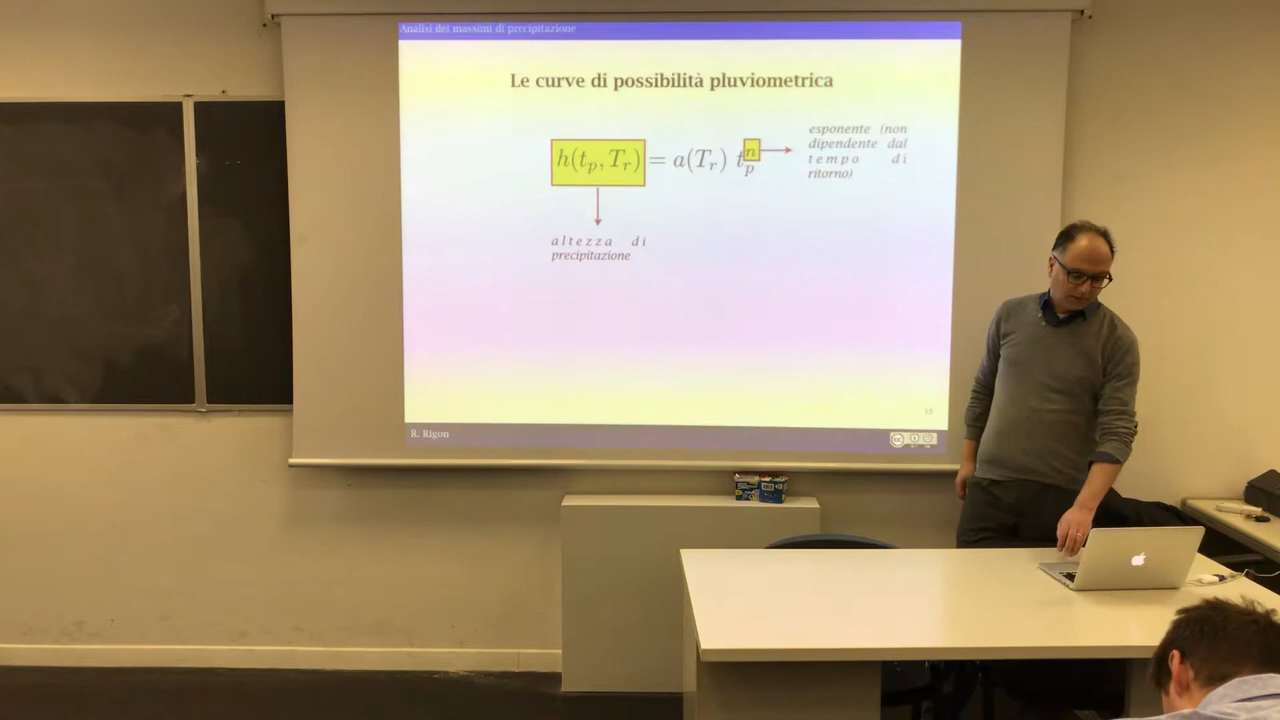 Analisi dei massimi di precipitazione
Le curve di possibilità pluviometrica
h(t_p, T_r) = a(T_r) t_p^n
esponente (non
dipendente dal
tempo di
ritorno)
altezza di
precipitazione
15
R. Rigon